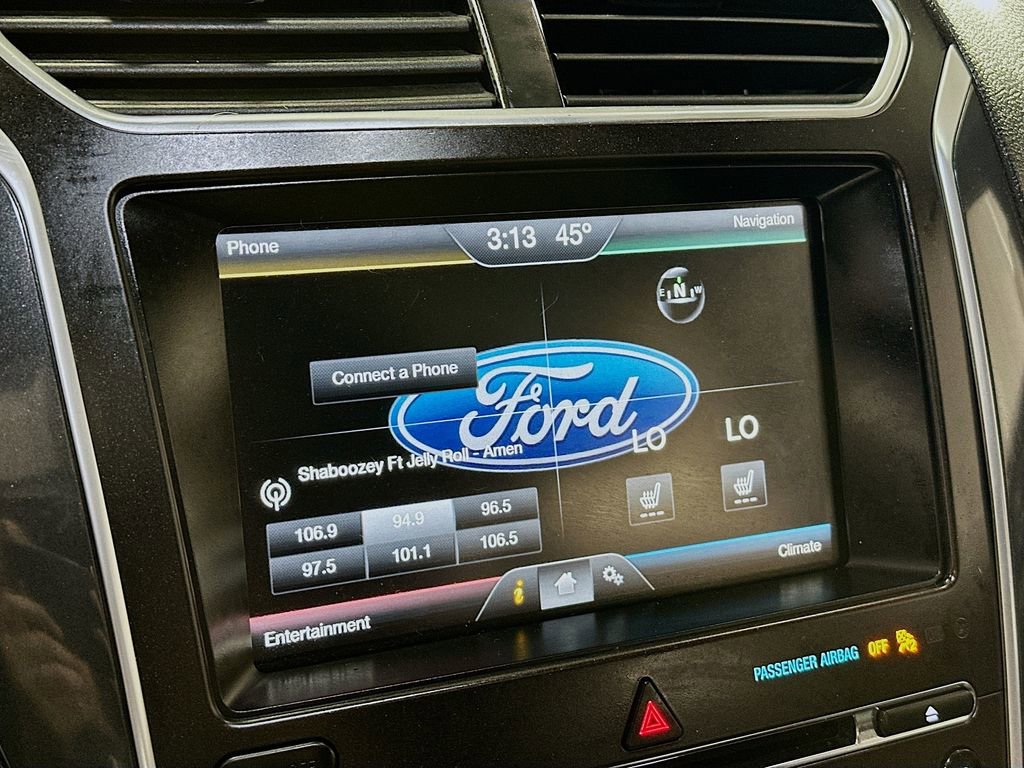 Phone
3:13 45°
Navigation
E N W
Connect a Phone
Ford
LO
LO
Shaboozey Ft Jelly Roll - Amen
106.9
94.9
96.5
97.5
101.1
106.5
i
Climate
Entertainment
PASSENGER AIRBAG OFF